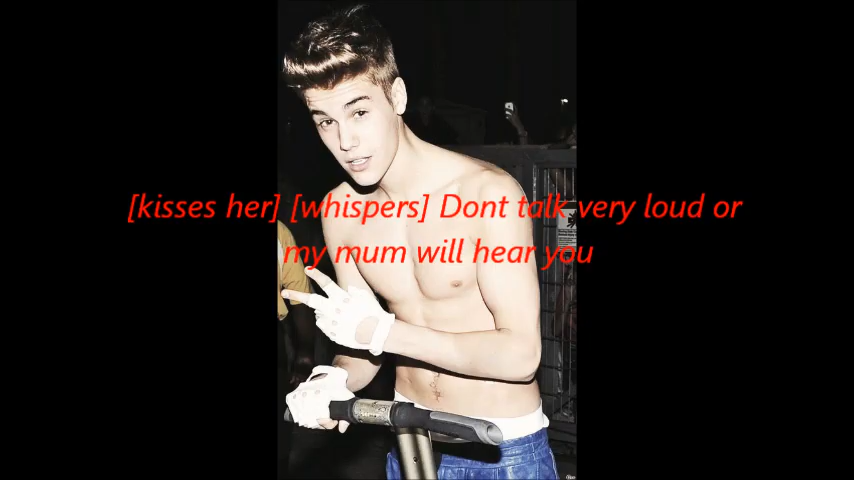 [kisses her] [whispers] Dont talk very loud or
my mum will hear you